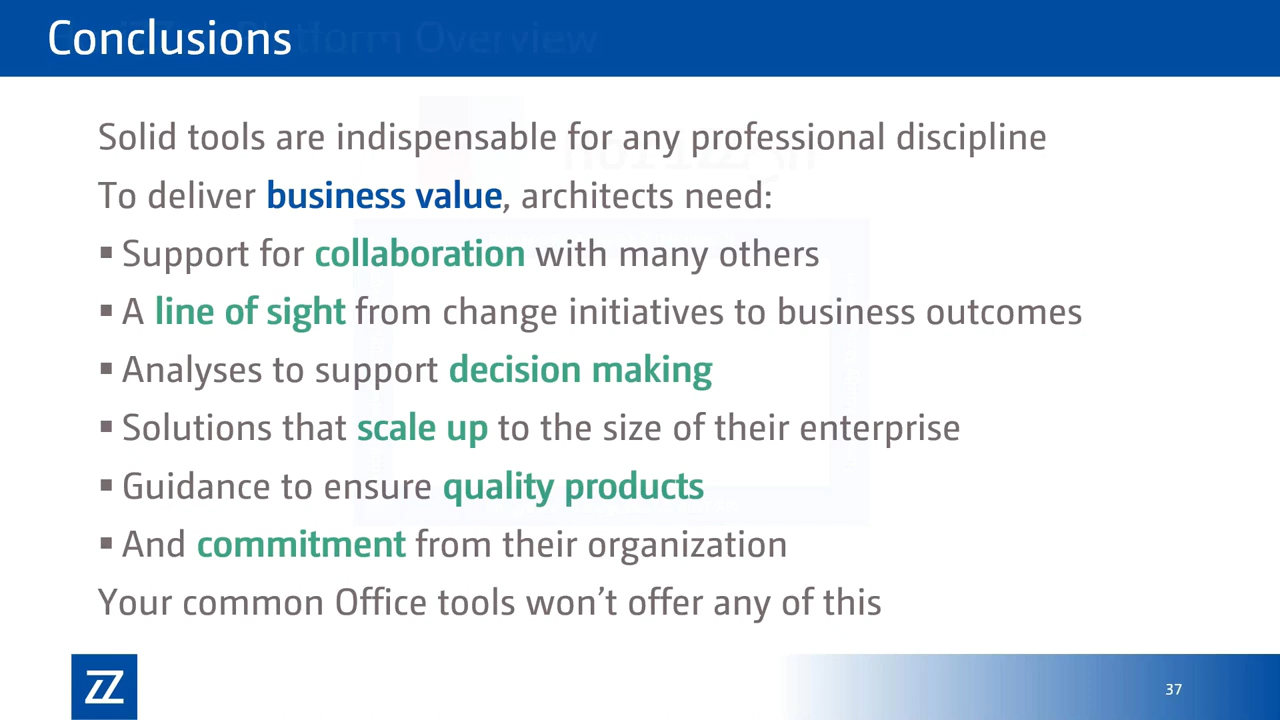 Conclusions
Platform Overview
Solid tools are indispensable for any professional discipline
To deliver business value, architects need:
▪ Support for collaboration with many others
▪ A line of sight from change initiatives to business outcomes
▪ Analyses to support decision making
▪ Solutions that scale up to the size of their enterprise
▪ Guidance to ensure quality products
▪ And commitment from their organization
Your common Office tools won’t offer any of this
37